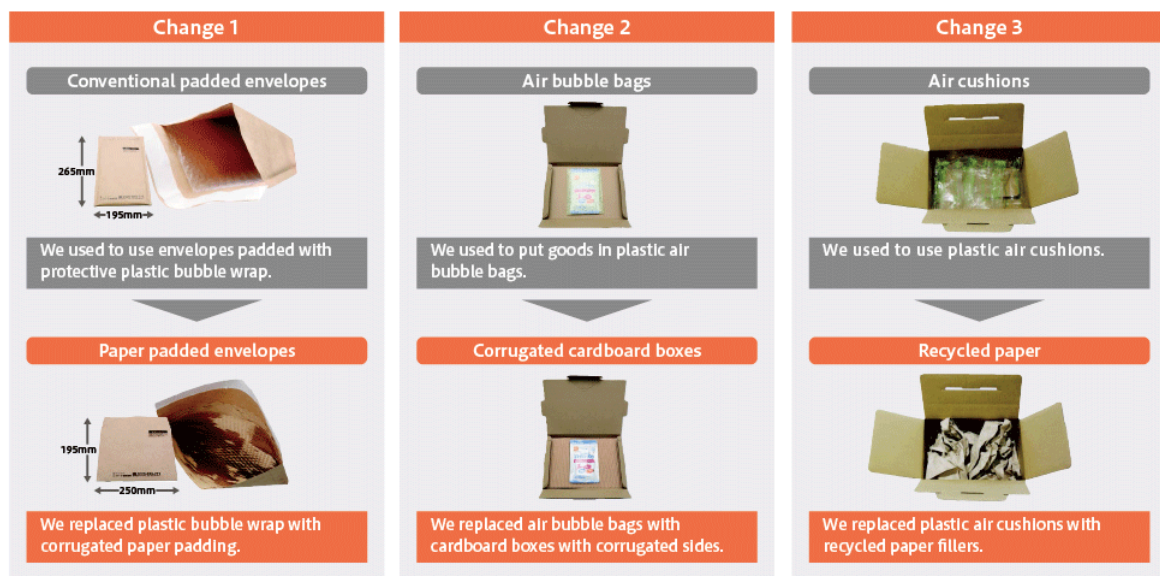 Change 1
Conventional padded envelopes
265mm
195mm
We used to use envelopes padded with
protective plastic bubble wrap.
Paper padded envelopes
195mm
250mm
We replaced plastic bubble wrap with
corrugated paper padding.
Change 2
Air bubble bags
We used to put goods in plastic air
bubble bags.
Corrugated cardboard boxes
We replaced air bubble bags with
cardboard boxes with corrugated sides.
Change 3
Air cushions
We used to use plastic air cushions.
Recycled paper
We replaced plastic air cushions with
recycled paper fillers.